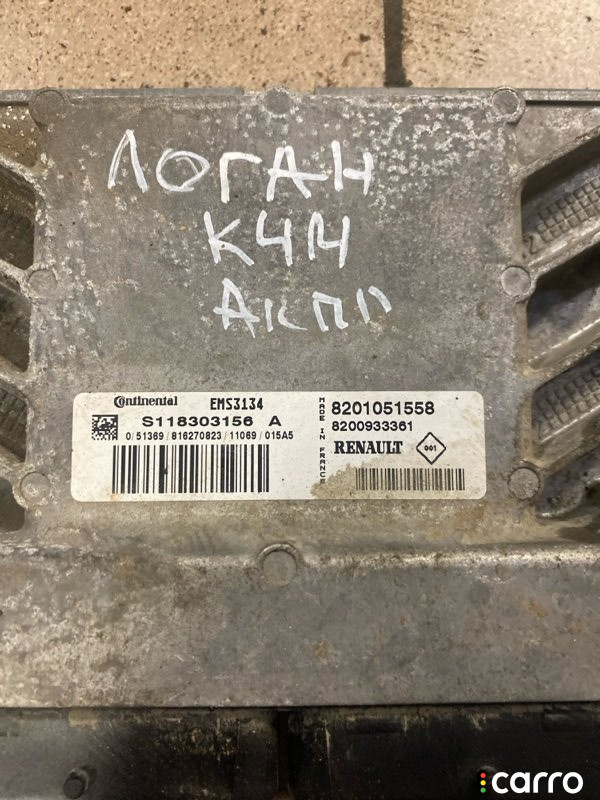 ЛОГАН
К4М
АКПП
Continental EMS3134
S118303156 A
0/51369/816270823/11069/015A5
MADE IN FRANCE
8201051558
8200933361
RENAULT 001
carro